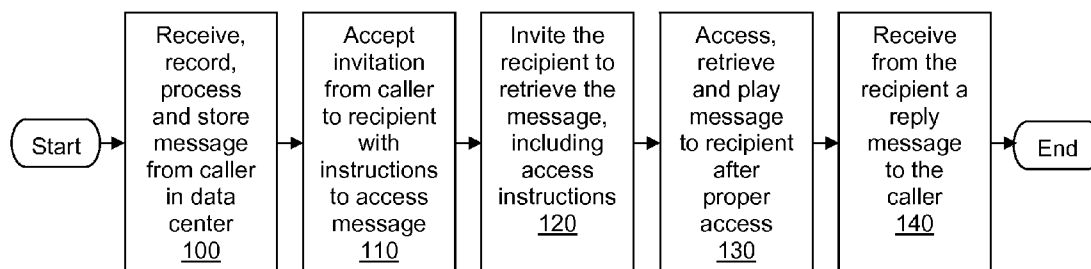 Start
Receive,
record,
process
and store
message
from caller
in data
center
100
Accept
invitation
from caller
to recipient
with
instructions
to access
message
110
Invite the
recipient to
retrieve the
message,
including
access
instructions
120
Access,
retrieve
and play
message
to recipient
after
proper
access
130
Receive
from the
recipient a
reply
message
to the
caller
140
End